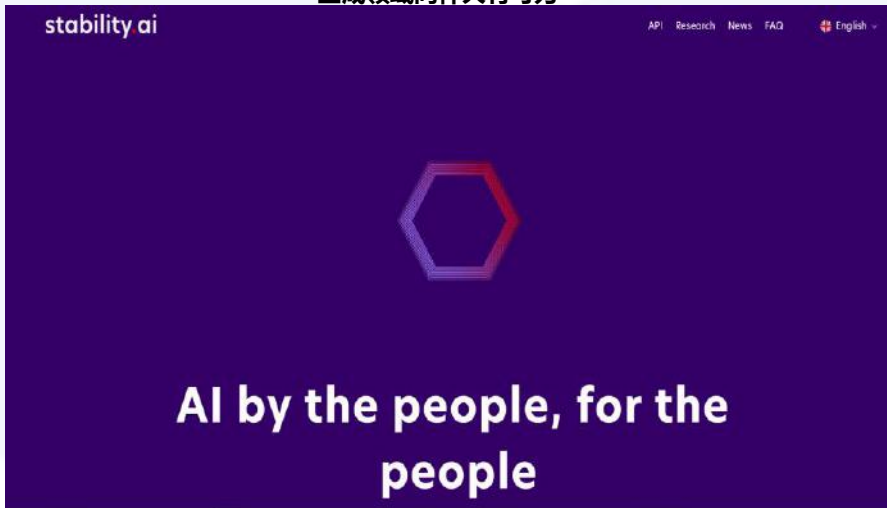 stability.ai
API Research News FAQ English
AI by the people, for the
people